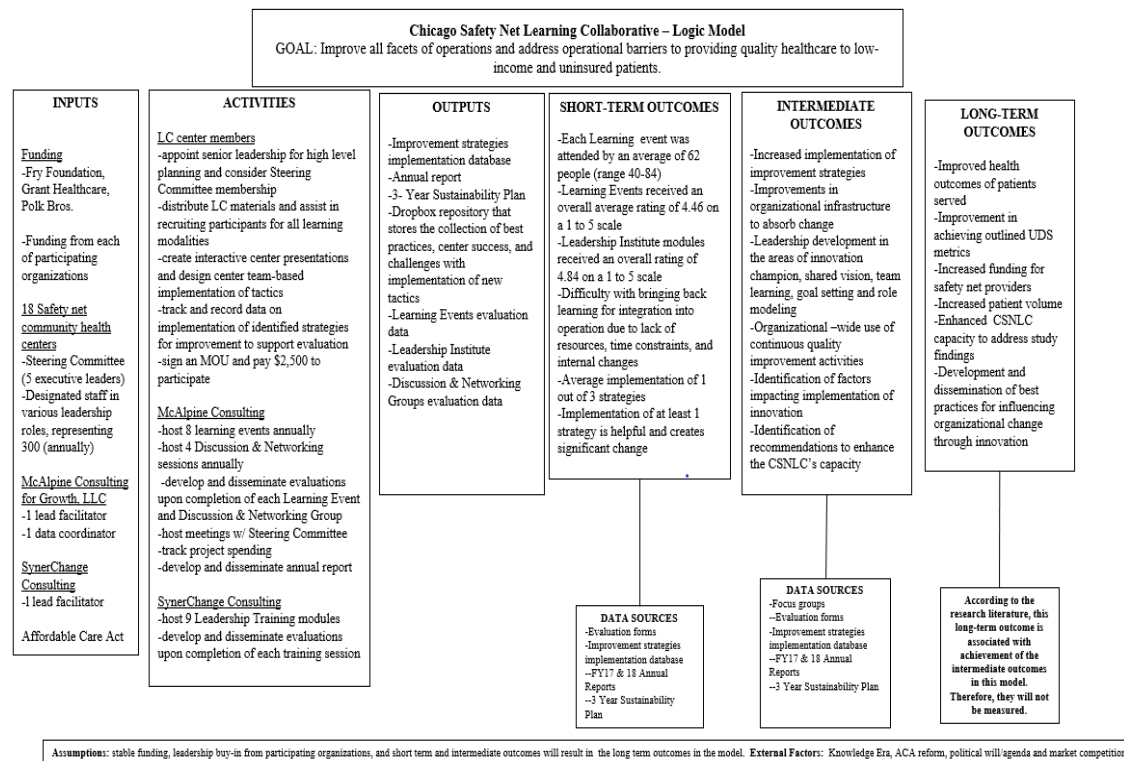 Chicago Safety Net Learning Collaborative – Logic Model
GOAL: Improve all facets of operations and address operational barriers to providing quality healthcare to low-
income and uninsured patients.
INPUTS
Funding
-Fry Foundation,
Grant Healthcare,
Polk Bros.
-Funding from each
of participating
organizations
18 Safety net
community health
centers
-Steering Committee
(5 executive leaders)
-Designated staff in
various leadership
roles, representing
300 (annually)
McAlpine Consulting
for Growth, LLC
-1 lead facilitator
-1 data coordinator
SynerChange
Consulting
-1 lead facilitator
Affordable Care Act
ACTIVITIES
LC center members
-appoint senior leadership for high level
planning and consider Steering
Committee membership
-distribute LC materials and assist in
recruiting participants for all learning
modalities
-create interactive center presentations
and design center team-based
implementation of tactics
-track and record data on
implementation of identified strategies
for improvement to support evaluation
-sign an MOU and pay $2,500 to
participate
McAlpine Consulting
-host 8 learning events annually
-host 4 Discussion & Networking
sessions annually
-develop and disseminate evaluations
upon completion of each Learning Event
and Discussion & Networking Group
-host meetings w/ Steering Committee
-track project spending
-develop and disseminate annual report
SynerChange Consulting
-host 9 Leadership Training modules
-develop and disseminate evaluations
upon completion of each training session
OUTPUTS
-Improvement strategies
implementation database
-Annual report
-3- Year Sustainability Plan
-Dropbox repository that
stores the collection of best
practices, center success, and
challenges with
implementation of new
tactics
-Learning Events evaluation
data
-Leadership Institute
evaluation data
-Discussion & Networking
Groups evaluation data
SHORT-TERM OUTCOMES
-Each Learning event was
attended by an average of 62
people (range 40-84)
-Learning Events received an
overall average rating of 4.46 on
a 1 to 5 scale
-Leadership Institute modules
received an overall rating of
4.84 on a 1 to 5 scale
-Difficulty with bringing back
learning for integration into
operation due to lack of
resources, time constraints, and
internal changes
-Average implementation of 1
out of 3 strategies
-Implementation of at least 1
strategy is helpful and creates
significant change
DATA SOURCES
-Evaluation forms
-Improvement strategies
implementation database
--FY17 & 18 Annual
Reports
--3 Year Sustainability
Plan
INTERMEDIATE
OUTCOMES
-Increased implementation of
improvement strategies
-Improvements in
organizational infrastructure
to absorb change
-Leadership development in
the areas of innovation
champion, shared vision, team
learning, goal setting and role
modeling
-Organizational –wide use of
continuous quality
improvement activities
-Identification of factors
impacting implementation of
innovation
-Identification of
recommendations to enhance
the CSNLC's capacity
DATA SOURCES
-Focus groups
--Evaluation forms
-Improvement strategies
implementation database
--FY17 & 18 Annual
Reports
--3 Year Sustainability Plan
LONG-TERM
OUTCOMES
-Improved health
outcomes of patients
served
-Improvement in
achieving outlined UDS
metrics
-Increased funding for
safety net providers
-Increased patient volume
-Enhanced CSNLC
capacity to address study
findings
-Development and
dissemination of best
practices for influencing
organizational change
through innovation
According to the
research literature, this
long-term outcome is
associated with
achievement of the
intermediate outcomes
in this model.
Therefore, they will not
be measured.
Assumptions: stable funding, leadership buy-in from participating organizations, and short term and intermediate outcomes will result in the long term outcomes in the model. External Factors: Knowledge Era, ACA reform, political will/agenda and market competition